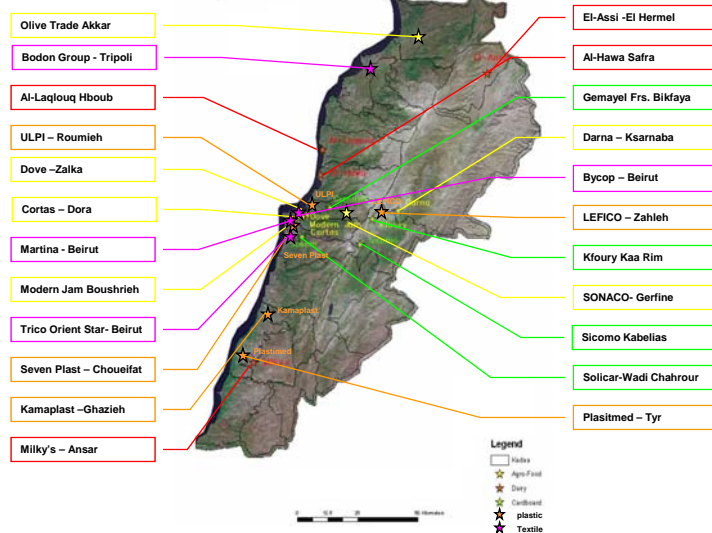 Olive Trade Akkar
Bodon Group - Tripoli
Al-Laqlouq Hboub
ULPI – Roumieh
Dove –Zalka
Cortas – Dora
Martina - Beirut
Modern Jam Boushrieh
Trico Orient Star- Beirut
Seven Plast – Choueifat
Kamaplast –Ghazieh
Milky's – Ansar
ULPI
Dove
Modern
Cortas
Seven Plast
Kamaplast
Plastimed
El-Assi -El Hermel
Al-Hawa Safra
Gemayel Frs. Bikfaya
Darna – Ksarnaba
Bycop – Beirut
LEFICO – Zahleh
Kfoury Kaa Rim
SONACO- Gerfine
Sicomo Kabelias
Solicar-Wadi Chahrour
Plasitmed – Tyr
Legend
Kadaa
Agro-Food
Dairy
Cardboard
plastic
Textile